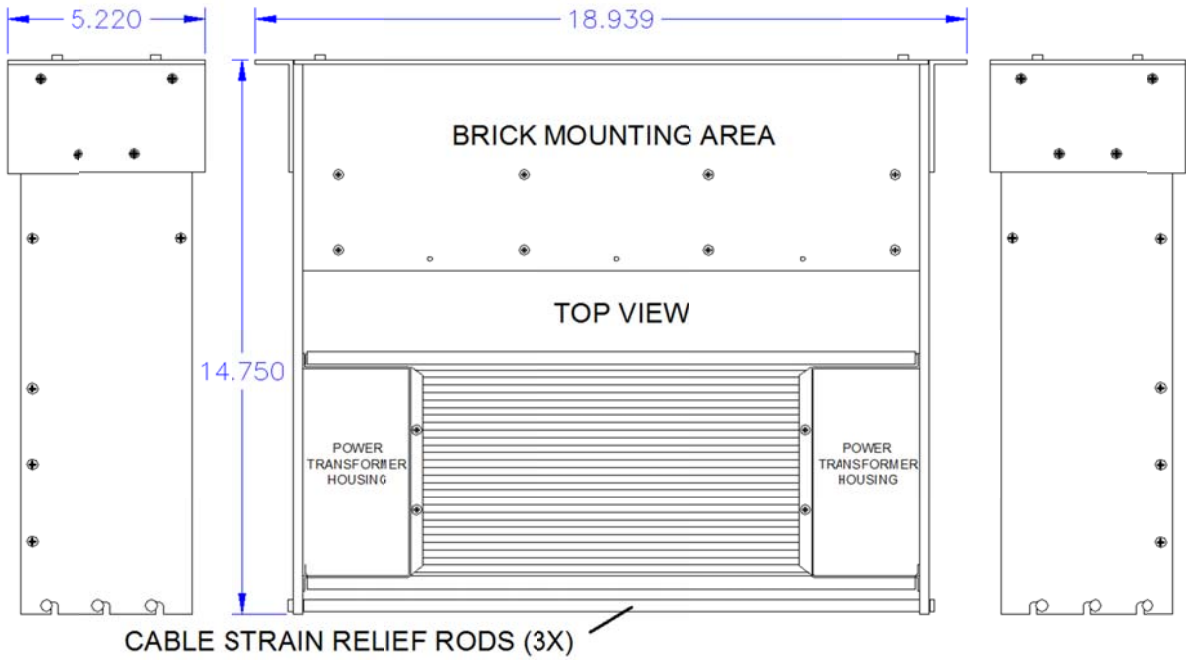 5.220
18.939
BRICK MOUNTING AREA
TOP VIEW
14.750
POWER
TRANSFORMER
HOUSING
POWER
TRANSFORMER
HOUSING
CABLE STRAIN RELIEF RODS (3X)